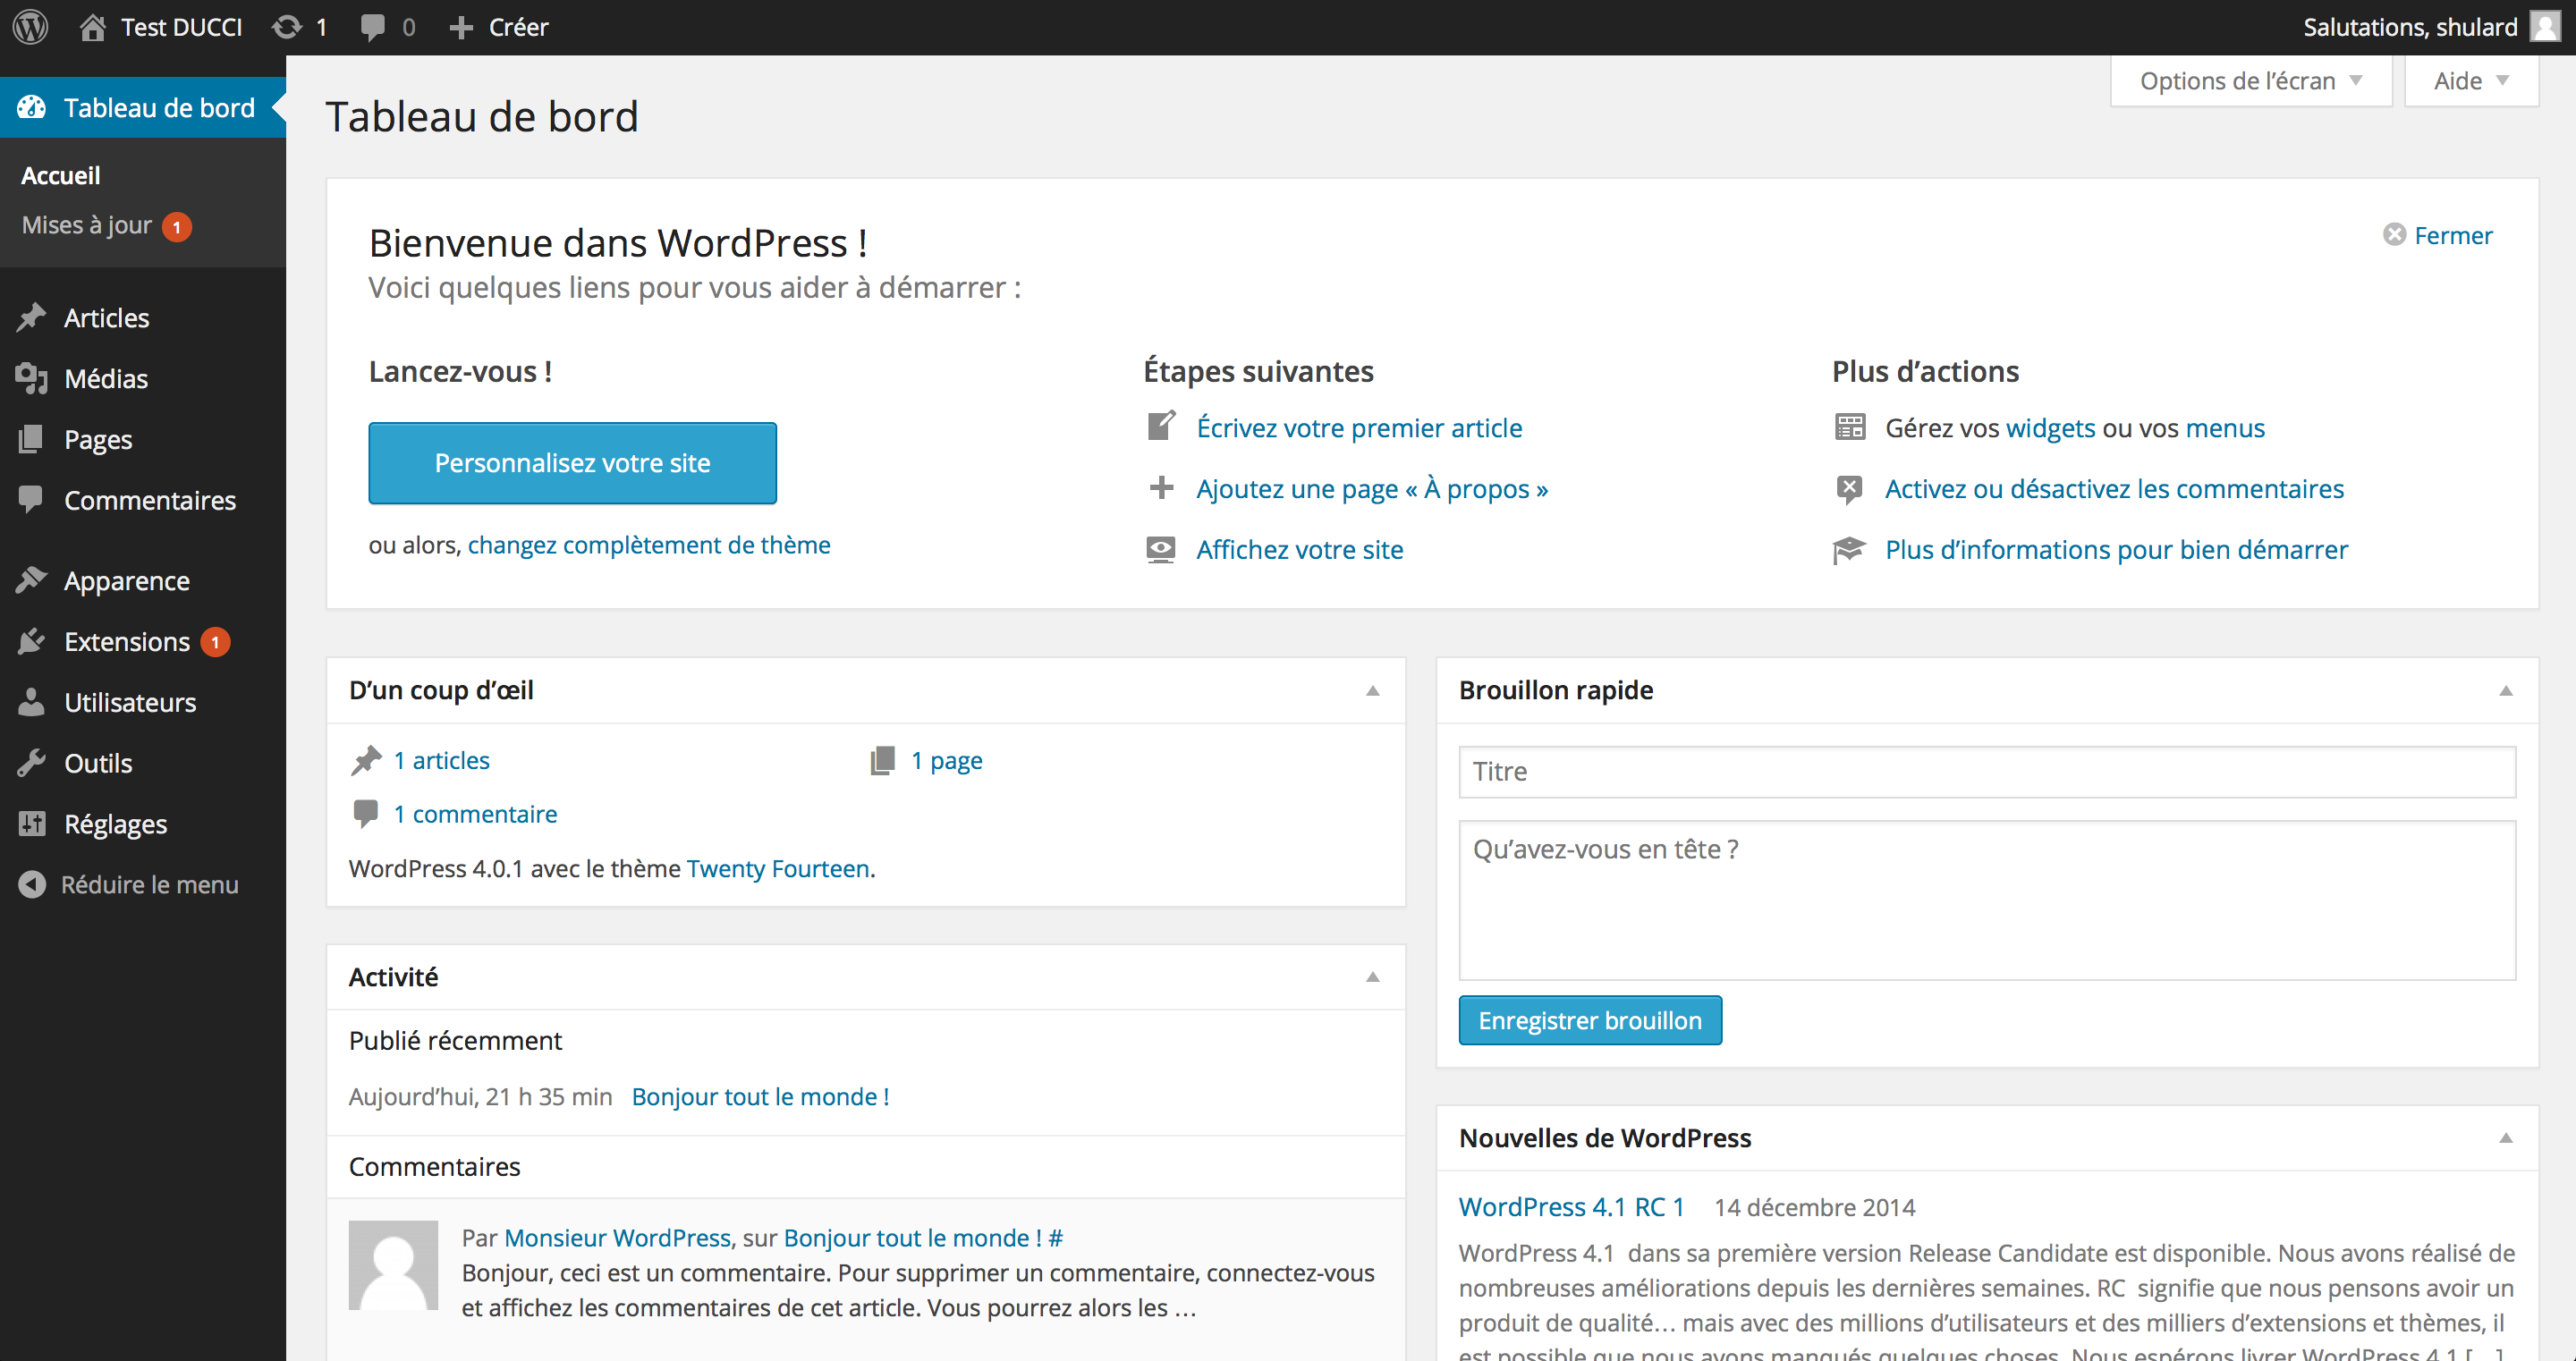 Test DUCCI 1 0 Créer
Salutations, shulard
Tableau de bord
Accueil
Mises à jour 1
Articles
Médias
Pages
Commentaires
Apparence
Extensions 1
Utilisateurs
Outils
Réglages
Réduire le menu
Options de l’écran
Aide
Tableau de bord
Bienvenue dans WordPress !
Fermer
Voici quelques liens pour vous aider à démarrer :
Lancez-vous !
Personnalisez votre site
ou alors, changez complètement de thème
Étapes suivantes
Écrivez votre premier article
Ajoutez une page « À propos »
Affichez votre site
Plus d’actions
Gérez vos widgets ou vos menus
Activez ou désactivez les commentaires
Plus d’informations pour bien démarrer
D’un coup d’œil
1 articles
1 page
1 commentaire
WordPress 4.0.1 avec le thème Twenty Fourteen.
Activité
Publié récemment
Aujourd’hui, 21 h 35 min Bonjour tout le monde !
Commentaires
Par Monsieur WordPress, sur Bonjour tout le monde ! #
Bonjour, ceci est un commentaire. Pour supprimer un commentaire, connectez-vous
et affichez les commentaires de cet article. Vous pourrez alors les …
Brouillon rapide
Titre
Qu’avez-vous en tête ?
Enregistrer brouillon
Nouvelles de WordPress
WordPress 4.1 RC 1 14 décembre 2014
WordPress 4.1 dans sa première version Release Candidate est disponible. Nous avons réalisé de
nombreuses améliorations depuis les dernières semaines. RC signifie que nous pensons avoir un
produit de qualité… mais avec des millions d’utilisateurs et des milliers d’extensions et thèmes, il
est possible que nous avons manqués quelques choses. Nous espérons livrer WordPress 4.1 […]